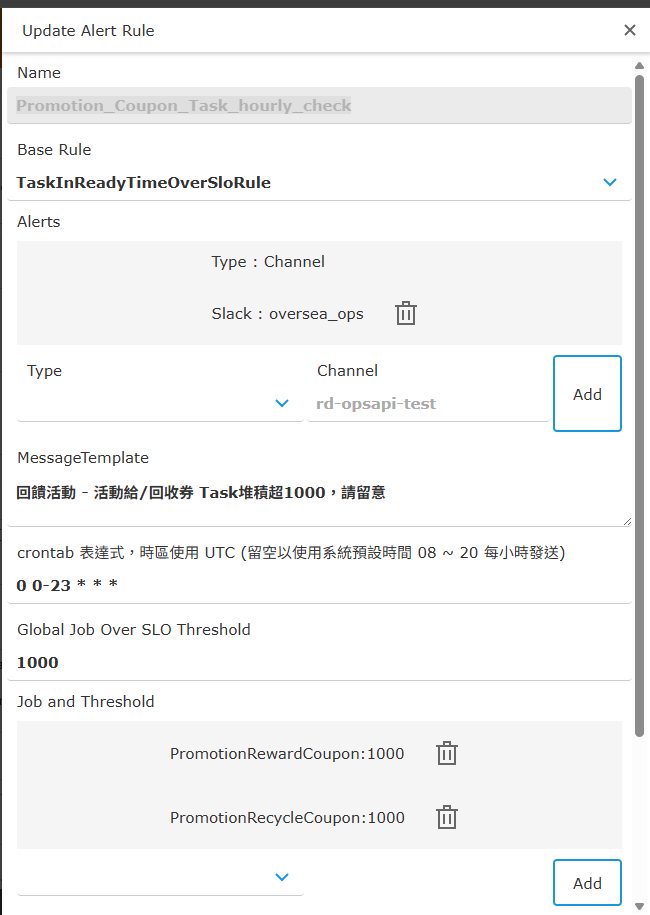 Update Alert Rule
Name
Promotion_Coupon_Task_hourly_check
Base Rule
TaskInReadyTimeOverSloRule
Alerts
Type : Channel
Slack : oversea_ops
Type
Channel
rd-opsapi-test
Add
MessageTemplate
回饋活動 - 活動給/回收券 Task堆積超1000，請留意
crontab 表達式，時區使用 UTC (留空以使用系統預設時間 08 ~ 20 每小時發送)
0 0-23 * * *
Global Job Over SLO Threshold
1000
Job and Threshold
PromotionRewardCoupon:1000
PromotionRecycleCoupon:1000
Add